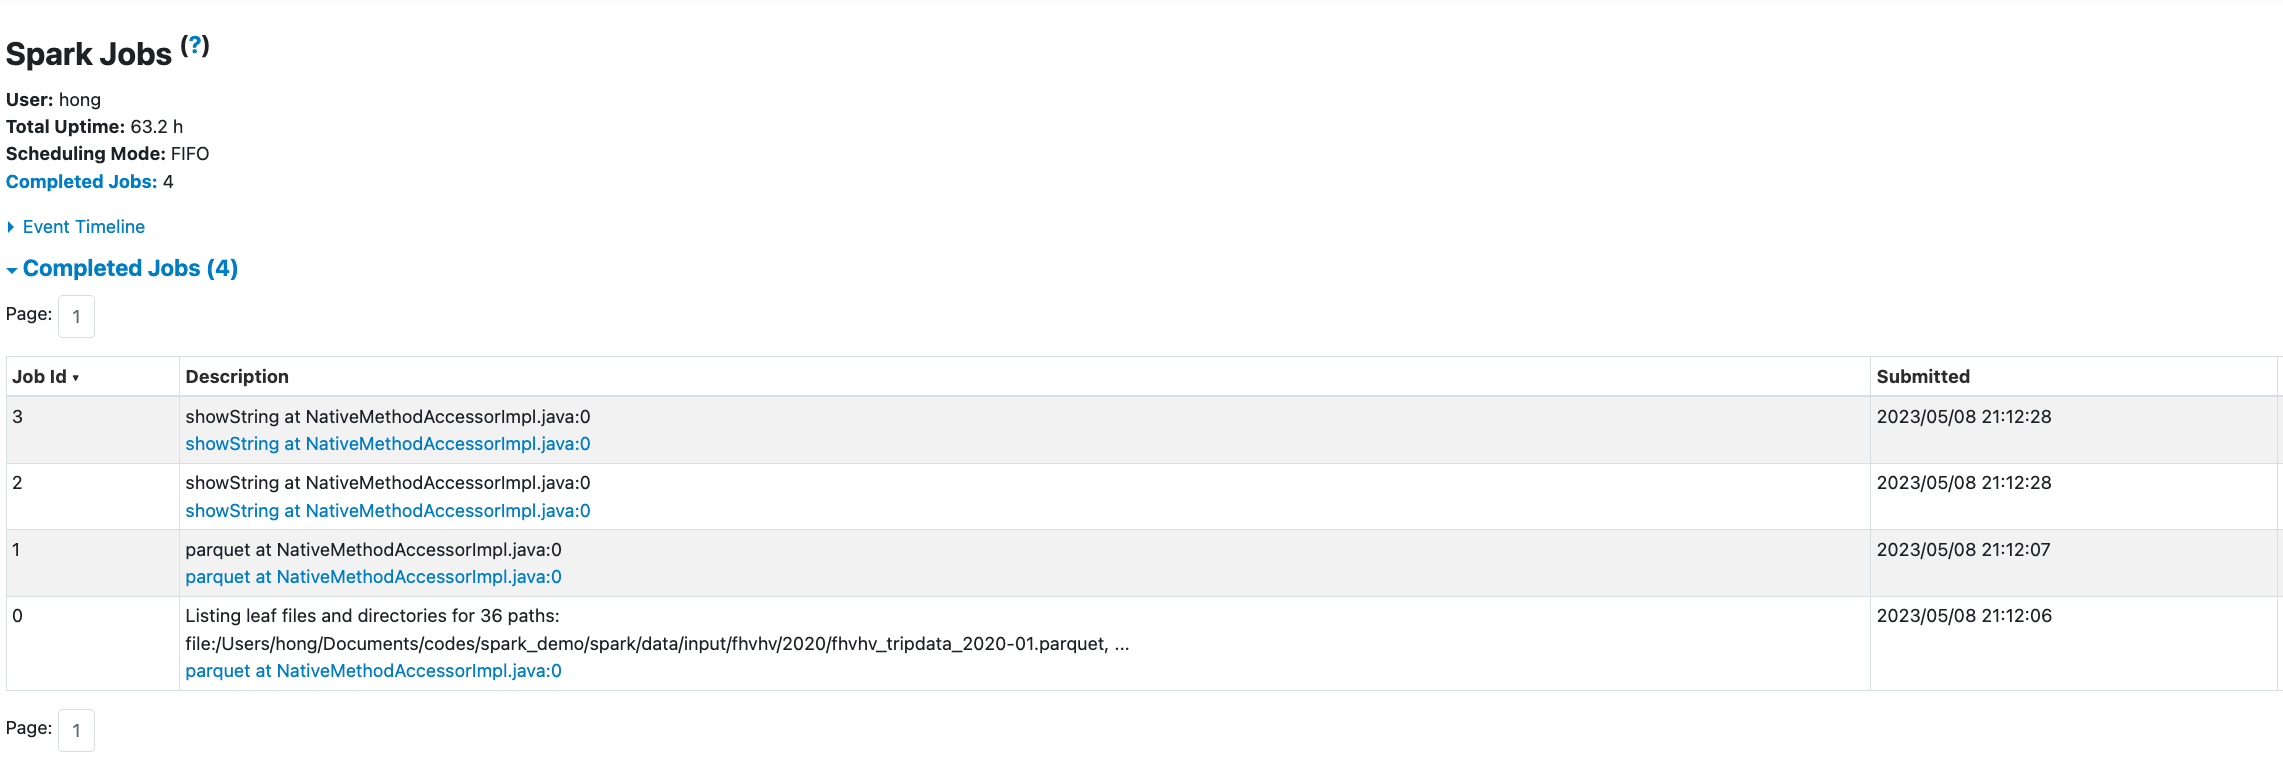 Spark Jobs (?)
User: hong
Total Uptime: 63.2 h
Scheduling Mode: FIFO
Completed Jobs: 4
Event Timeline
Completed Jobs (4)
Page: 1
Job Id ▾ Description Submitted
3 showString at NativeMethodAccessorImpl.java:0 2023/05/08 21:12:28
showString at NativeMethodAccessorImpl.java:0
2 showString at NativeMethodAccessorImpl.java:0 2023/05/08 21:12:28
showString at NativeMethodAccessorImpl.java:0
1 parquet at NativeMethodAccessorImpl.java:0 2023/05/08 21:12:07
parquet at NativeMethodAccessorImpl.java:0
0 Listing leaf files and directories for 36 paths: 2023/05/08 21:12:06
file:/Users/hong/Documents/codes/spark_demo/spark/data/input/fhvhv/2020/fhvhv_tripdata_2020-01.parquet, ...
parquet at NativeMethodAccessorImpl.java:0
Page: 1